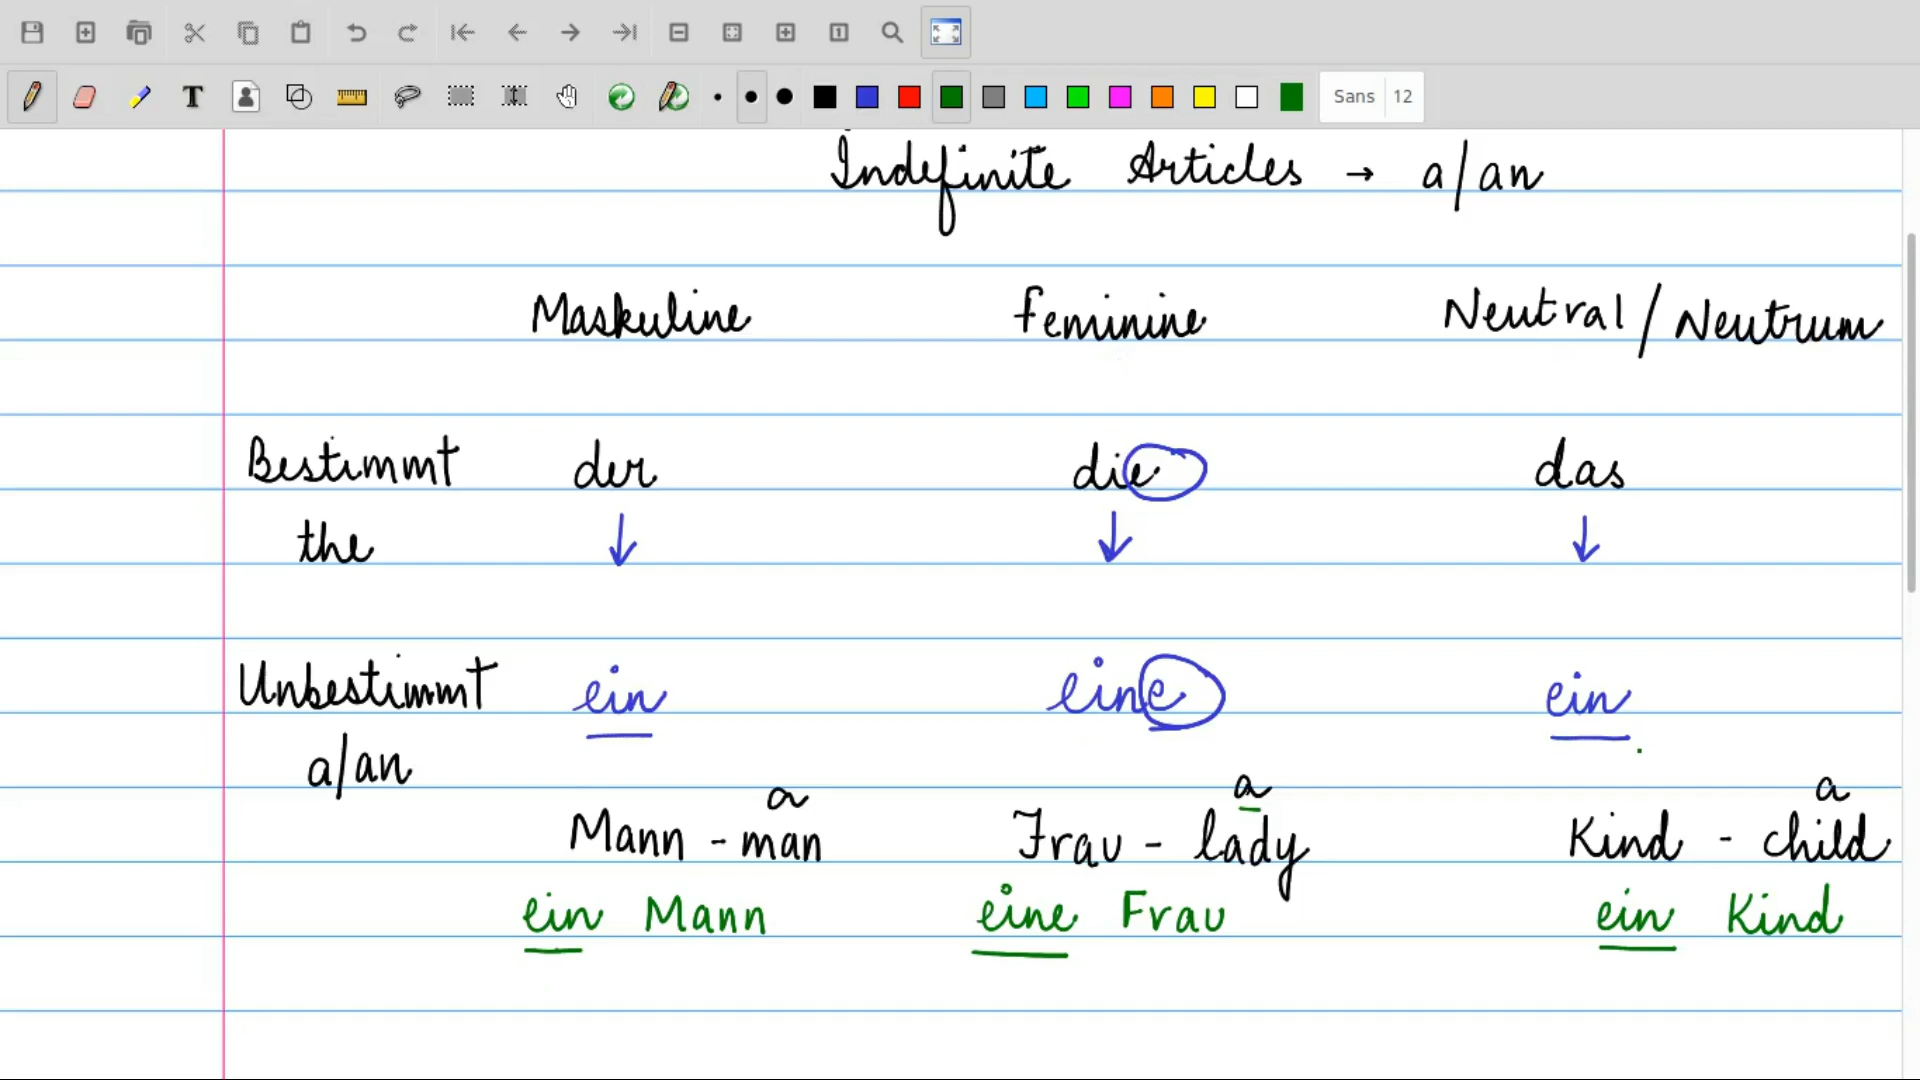 Sans 12
Indefinite Articles → a/an
Maskuline feminine Neutral/Neutrum
Bestimmt der die das
the ↓ ↓ ↓
Unbestimmt ein eine ein
a/an
a a a
Mann - man Frau - lady Kind - child
ein Mann eine Frau ein Kind